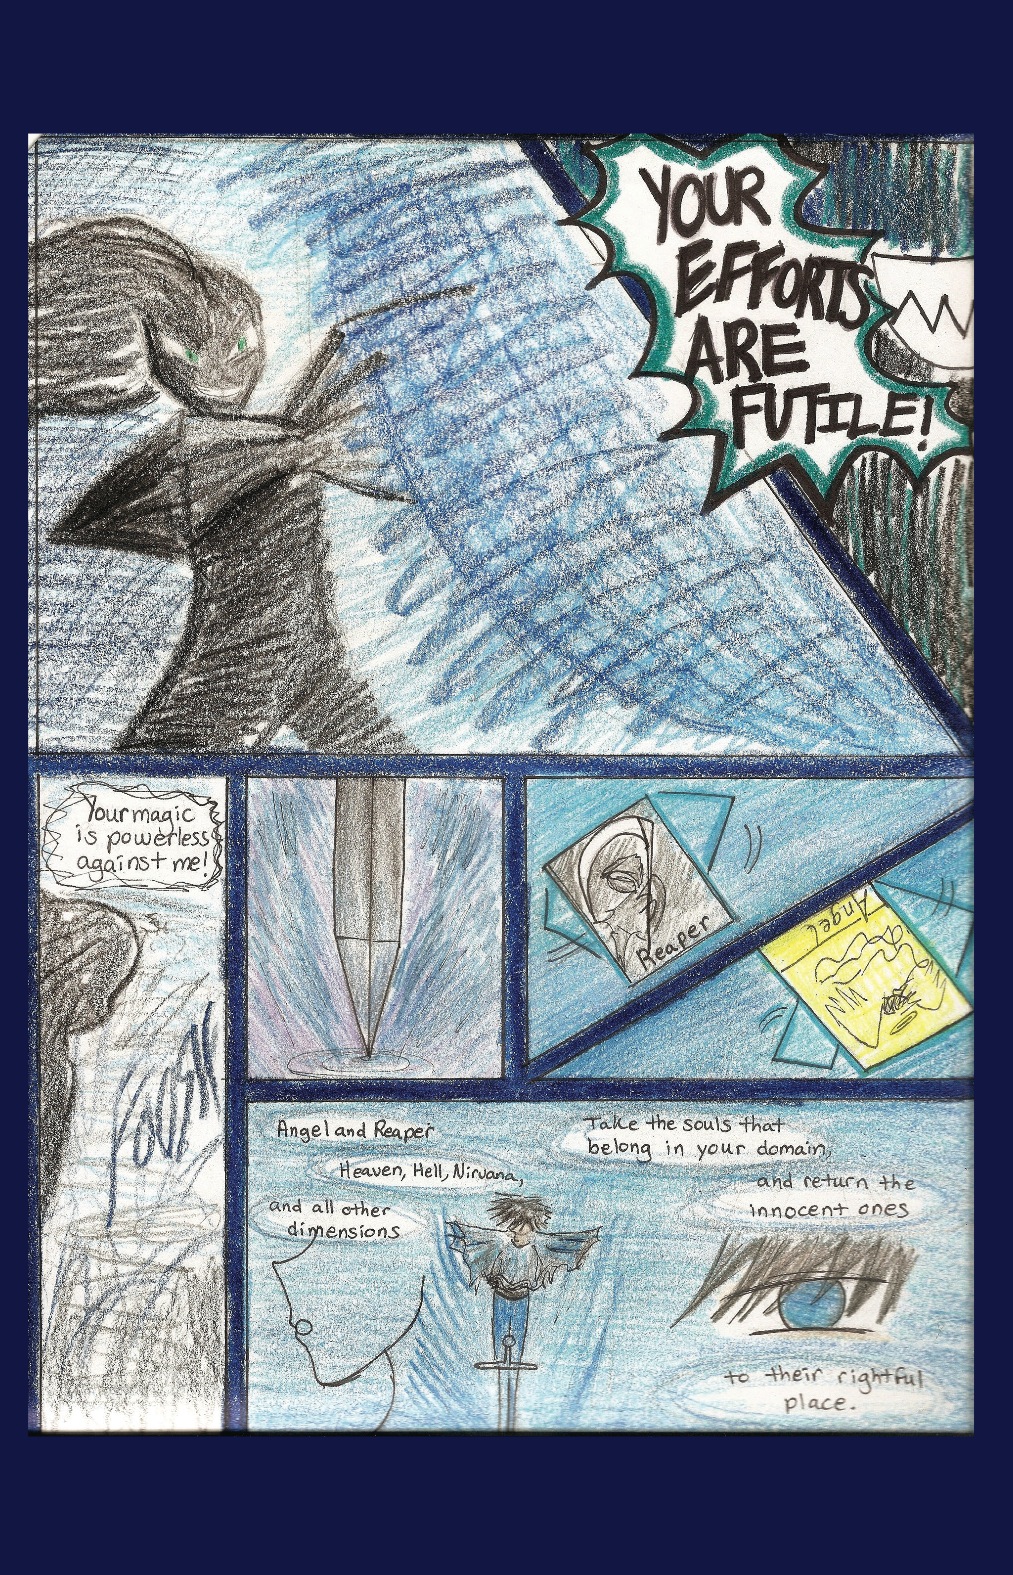 YOUR
EFFORTS
ARE
FUTILE!
Your magic
is powerless
against me!
Reaper
Angel
Angel and Reaper
Heaven, Hell, Nirvana,
and all other
dimensions
Take the souls that
belong in your domain,
and return the
innocent ones
to their rightful
place.